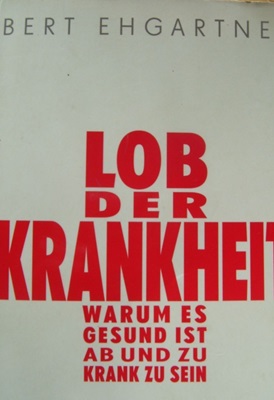 BERT EHGARTNE
LOB
DER
KRANKHEIT
WARUM ES
GESUND IST
AB UND ZU
KRANK ZU SEIN